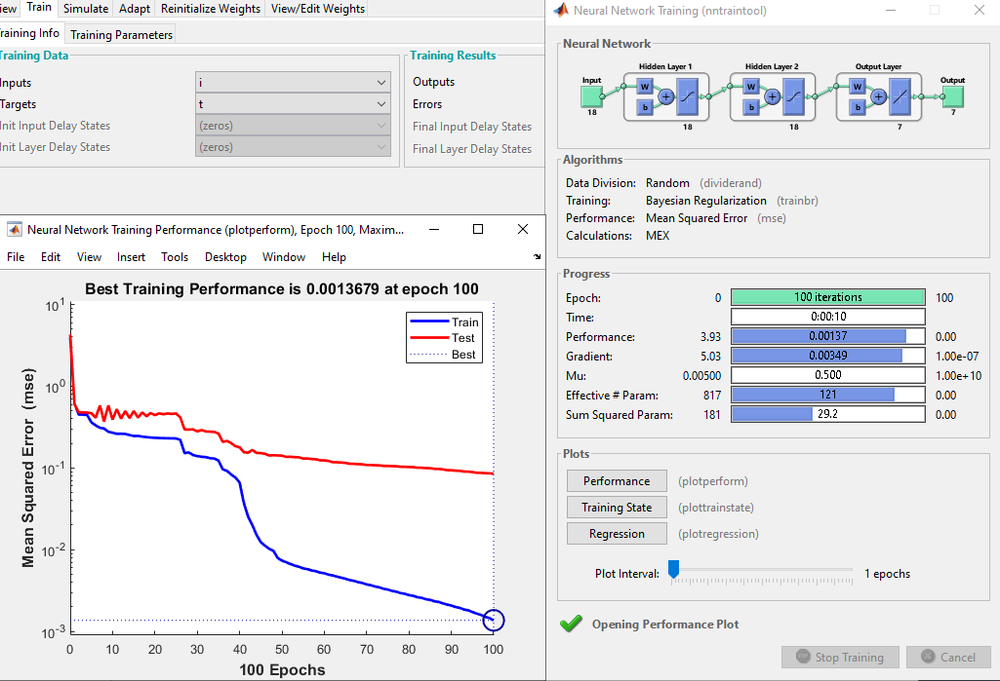 Train Simulate Adapt Reinitialize Weights View/Edit Weights
Training Parameters
Inputs i
Targets t
Init Input Delay States (zeros)
Init Layer Delay States (zeros)
Training Results
Outputs
Errors
Final Input Delay States
Final Layer Delay States
Neural Network Training Performance (plotperform), Epoch 100, Maxim...
File Edit View Insert Tools Desktop Window Help
Best Training Performance is 0.0013679 at epoch 100
Train
Test
Best
Mean Squared Error (mse)
10^1
10^0
10^-1
10^-2
10^-3
0 10 20 30 40 50 60 70 80 90 100
100 Epochs
Neural Network Training (nntraintool)
Neural Network
Hidden Layer 1 Hidden Layer 2 Output Layer
Input Output
W W W
b b b
18 7
18 18 7
Algorithms
Data Division: Random (dividerand)
Training: Bayesian Regularization (trainbr)
Performance: Mean Squared Error (mse)
Calculations: MEX
Progress
Epoch: 0 100 iterations 100
Time: 0:00:10
Performance: 3.93 0.00137 0.00
Gradient: 5.03 0.00349 1.00e-07
Mu: 0.00500 0.500 1.00e+10
Effective # Param: 817 121 0.00
Sum Squared Param: 181 29.2 0.00
Plots
Performance (plotperform)
Training State (plottrainstate)
Regression (plotregression)
Plot Interval: 1 epochs
Opening Performance Plot
Stop Training Cancel